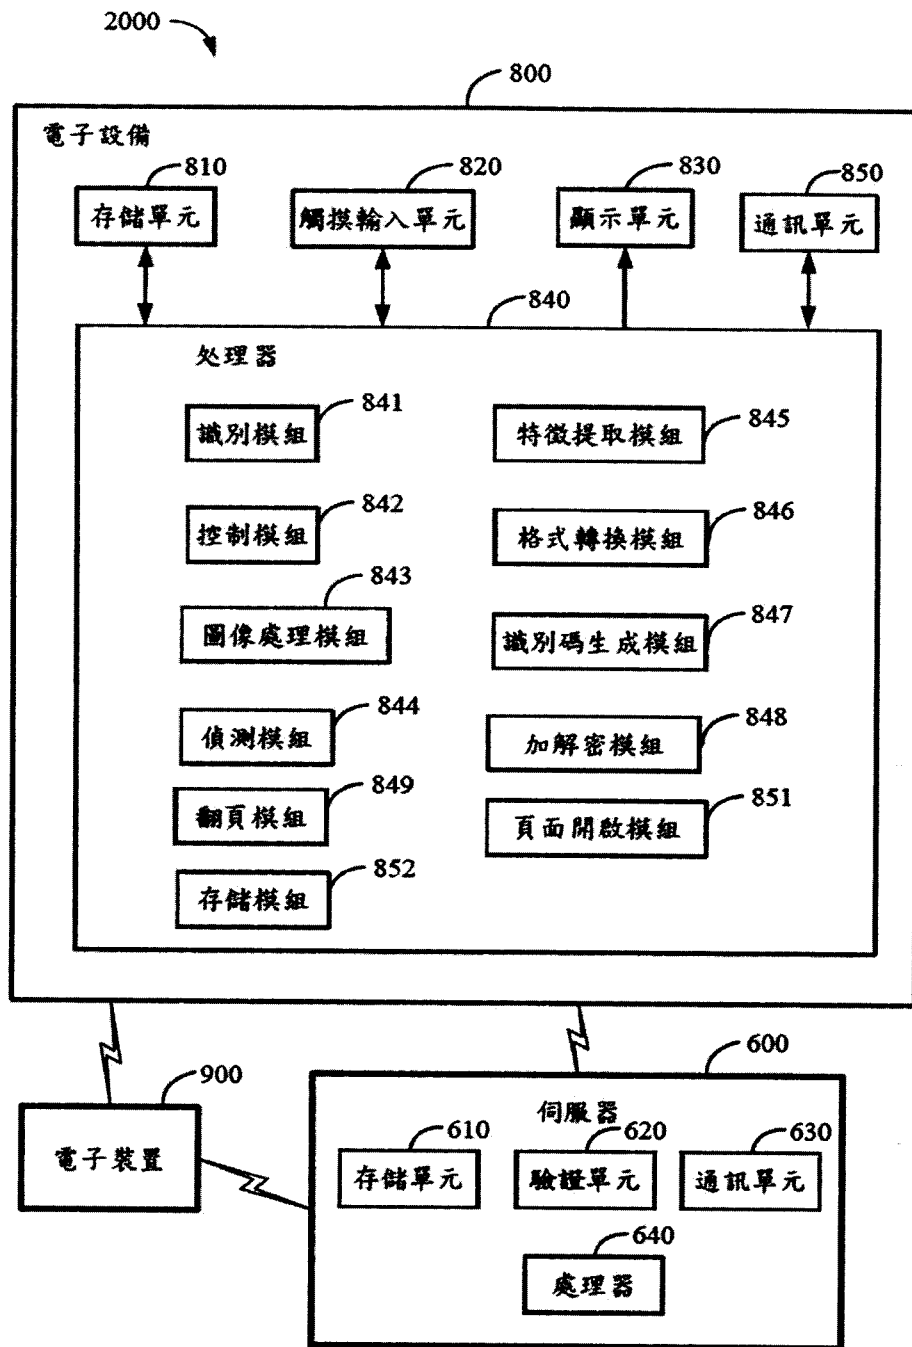 2000
800
電子設備
810
820
830
850
存儲單元
觸摸輸入單元
顯示單元
通訊單元
840
处理器
841
識別模組
845
特徵提取模組
842
控制模組
846
格式轉換模組
843
圖像處理模組
847
識別碼生成模組
844
偵測模組
848
加解密模組
849
翻頁模組
851
頁面開啟模組
852
存儲模組
900
電子裝置
600
伺服器
610
620
630
存儲單元
驗證單元
通訊單元
640
處理器